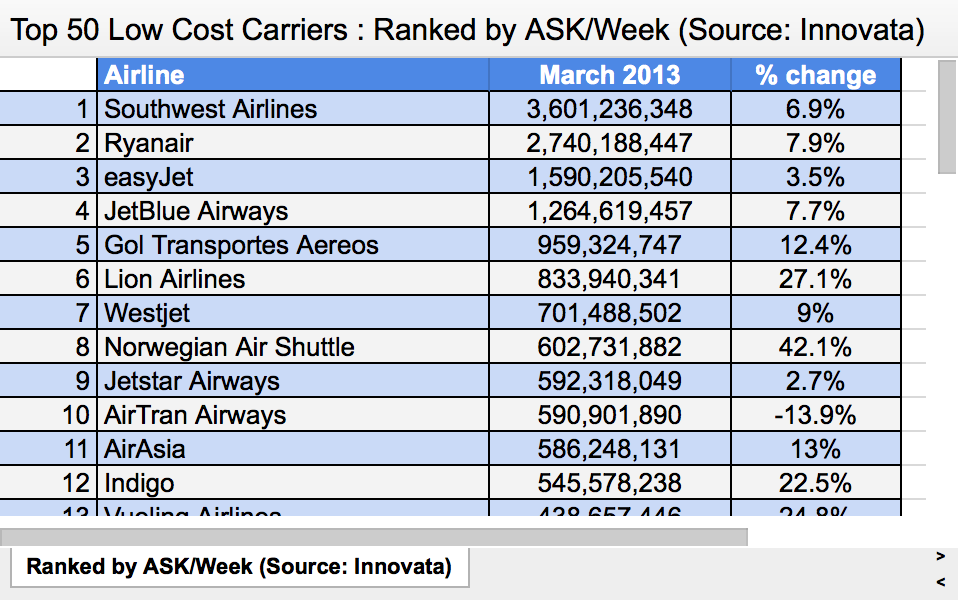 Top 50 Low Cost Carriers : Ranked by ASK/Week (Source: Innovata)
Airline March 2013 % change
1 Southwest Airlines 3,601,236,348 6.9%
2 Ryanair 2,740,188,447 7.9%
3 easyJet 1,590,205,540 3.5%
4 JetBlue Airways 1,264,619,457 7.7%
5 Gol Transportes Aereos 959,324,747 12.4%
6 Lion Airlines 833,940,341 27.1%
7 Westjet 701,488,502 9%
8 Norwegian Air Shuttle 602,731,882 42.1%
9 Jetstar Airways 592,318,049 2.7%
10 AirTran Airways 590,901,890 -13.9%
11 AirAsia 586,248,131 13%
12 Indigo 545,578,238 22.5%
13 Vueling Airlines
Ranked by ASK/Week (Source: Innovata)
>
<